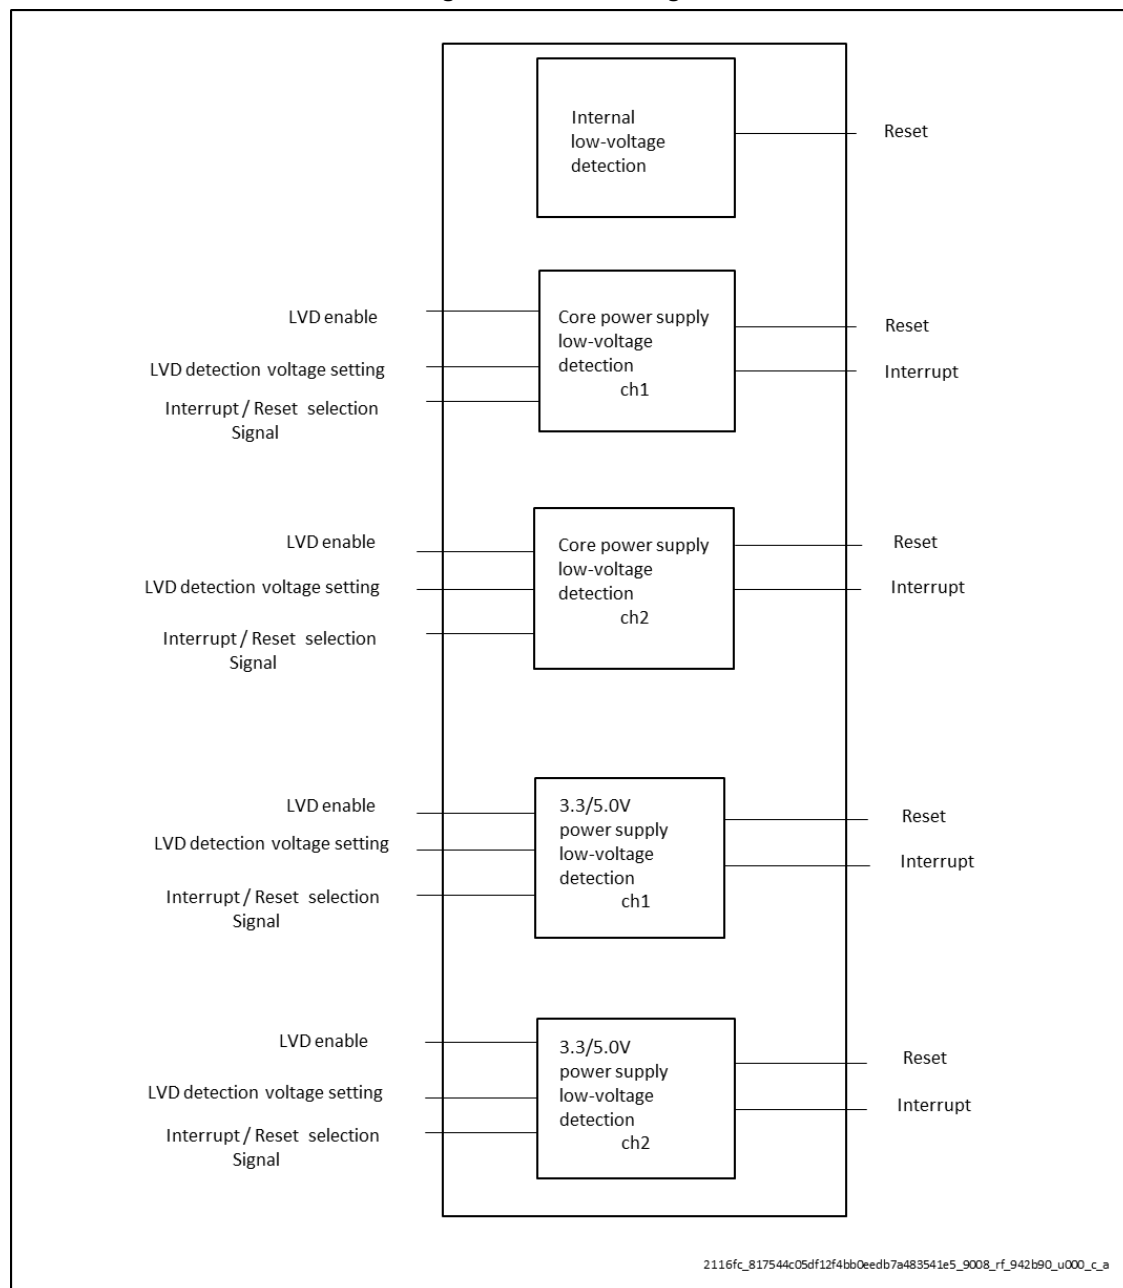 Internal
low-voltage
detection
Reset
LVD enable
LVD detection voltage setting
Interrupt / Reset selection
Signal
Core power supply
low-voltage
detection
ch1
Reset
Interrupt
LVD enable
LVD detection voltage setting
Interrupt / Reset selection
Signal
Core power supply
low-voltage
detection
ch2
Reset
Interrupt
LVD enable
LVD detection voltage setting
Interrupt / Reset selection
Signal
3.3/5.0V
power supply
low-voltage
detection
ch1
Reset
Interrupt
LVD enable
LVD detection voltage setting
Interrupt / Reset selection
Signal
3.3/5.0V
power supply
low-voltage
detection
ch2
Reset
Interrupt
2116fc_817544c05df12f4bb0eedb7a483541e5_9008_rf_942b90_u000_c_a